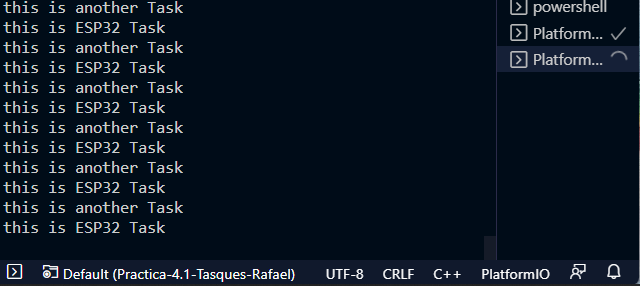 this is another Task
this is ESP32 Task
this is another Task
this is ESP32 Task
this is another Task
this is ESP32 Task
this is another Task
this is ESP32 Task
this is another Task
this is ESP32 Task
this is another Task
this is ESP32 Task
powershell
Platform...
Platform...
Default (Practica-4.1-Tasques-Rafael) UTF-8 CRLF C++ PlatformIO